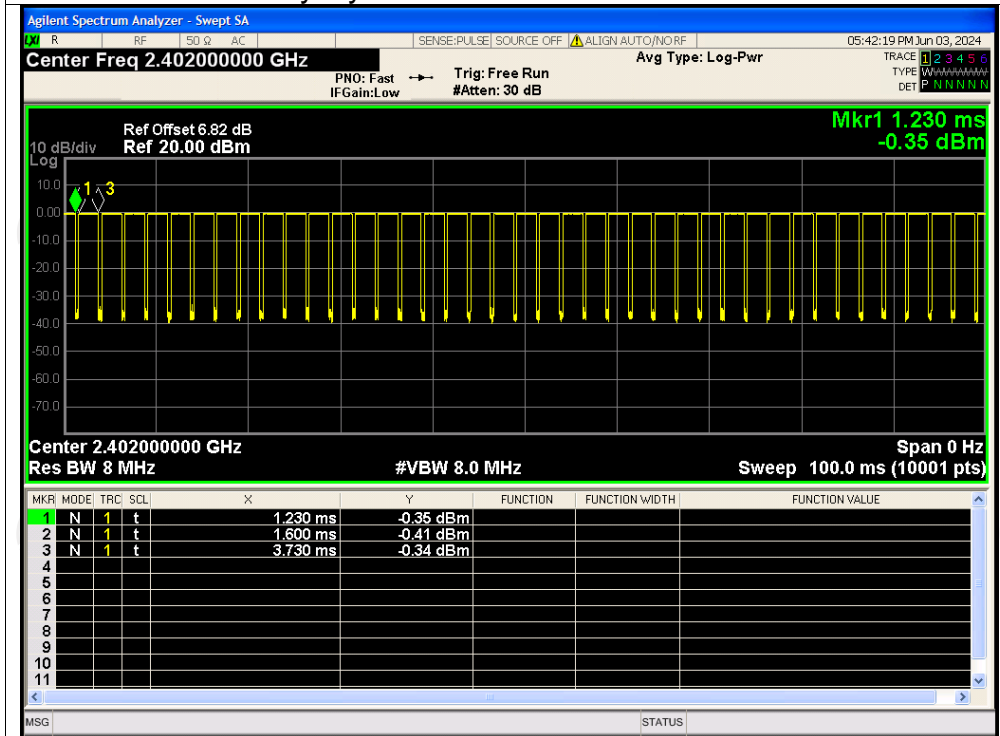 Agilent Spectrum Analyzer - Swept SA
LXI R RF 50 Ω AC SENSE:PULSE SOURCE OFF ALIGN AUTO/NO RF 05:42:19 PM Jun 03, 2024
Center Freq 2.402000000 GHz Avg Type: Log-Pwr TRACE 1 2 3 4 5 6
PNO: Fast Trig: Free Run TYPE
IFGain:Low #Atten: 30 dB DET P N N N N N
Mkr1 1.230 ms
Ref Offset 6.82 dB
10 dB/div Ref 20.00 dBm -0.35 dBm
Log
10.0
1 3
0.00
-10.0
-20.0
-30.0
-40.0
-50.0
-60.0
-70.0
Center 2.402000000 GHz Span 0 Hz
Res BW 8 MHz #VBW 8.0 MHz Sweep 100.0 ms (10001 pts)
MKR MODE TRC SCL X Y FUNCTION FUNCTION WIDTH FUNCTION VALUE
1 N 1 t 1.230 ms -0.35 dBm
2 N 1 t 1.600 ms -0.41 dBm
3 N 1 t 3.730 ms -0.34 dBm
4
5
6
7
8
9
10
11
MSG STATUS